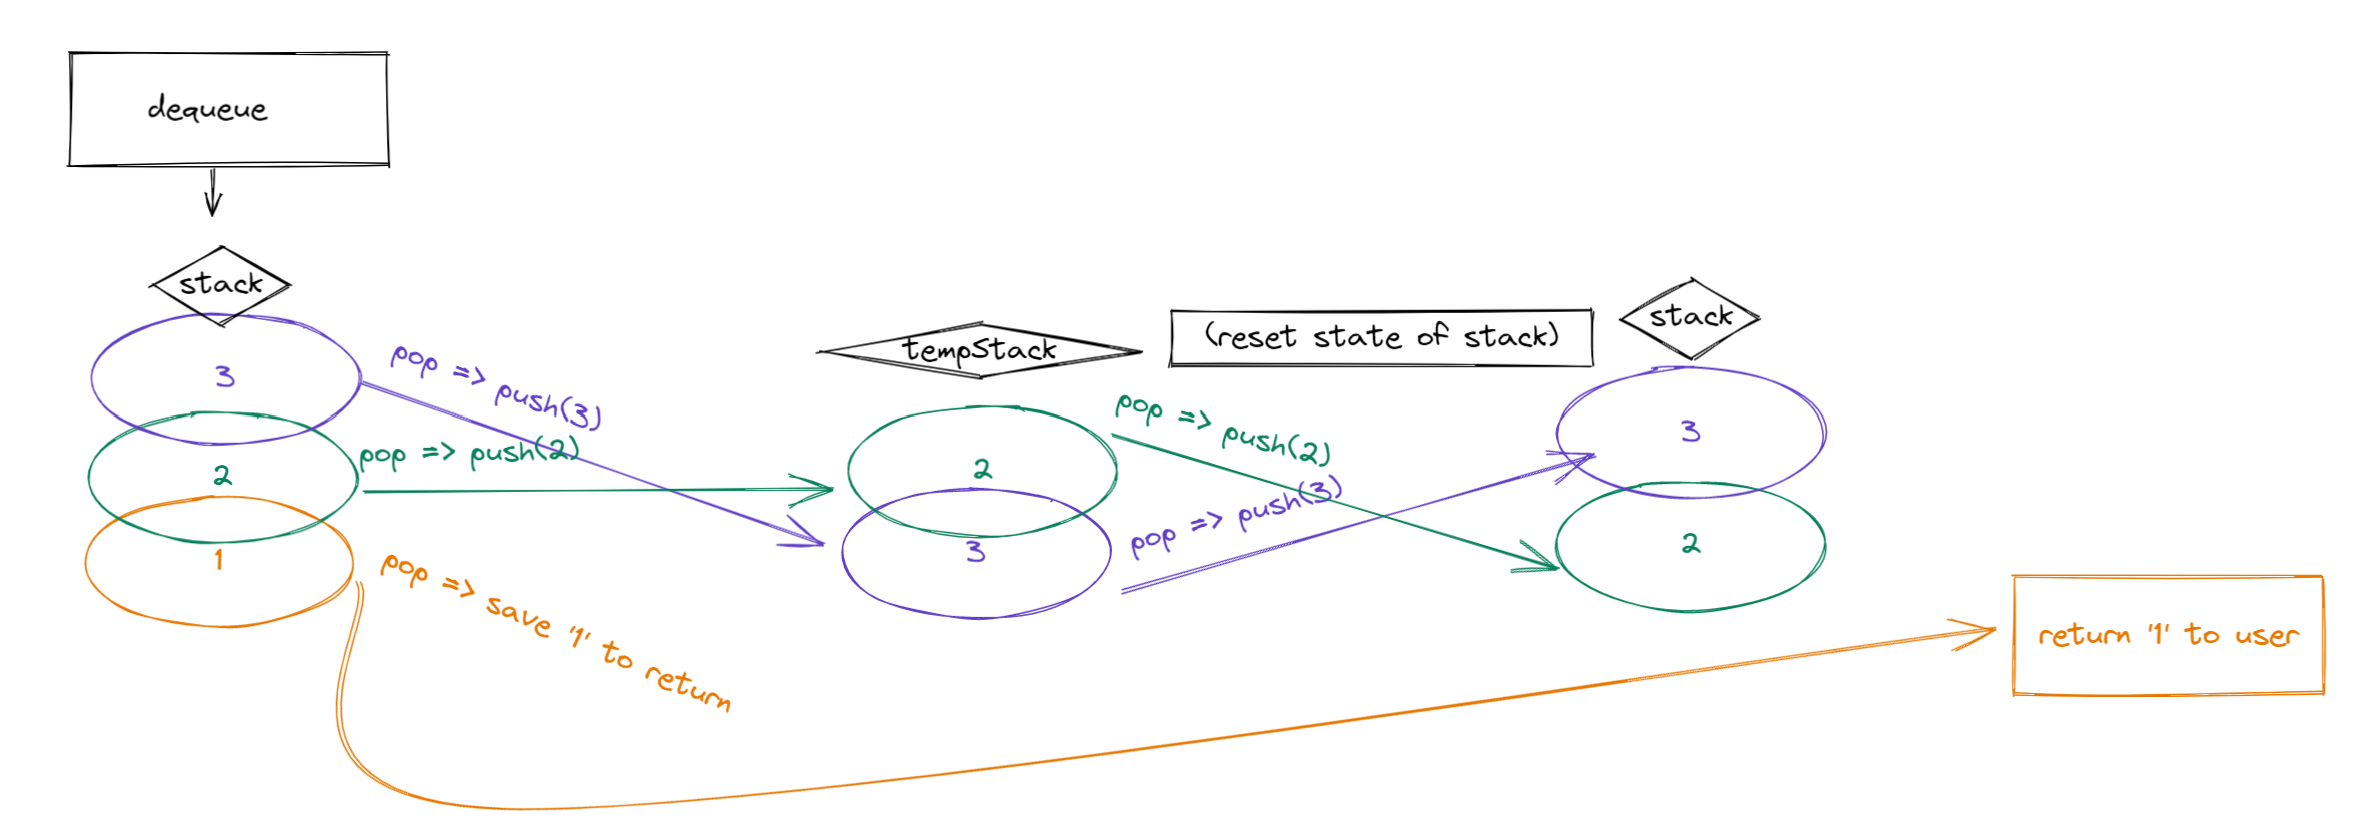 dequeue
stack
3
pop => push(3)
2
pop => push(2)
1
pop => save '1' to return
tempStack
2
3
(reset state of stack)
pop => push(2)
pop => push(3)
stack
3
2
return '1' to user